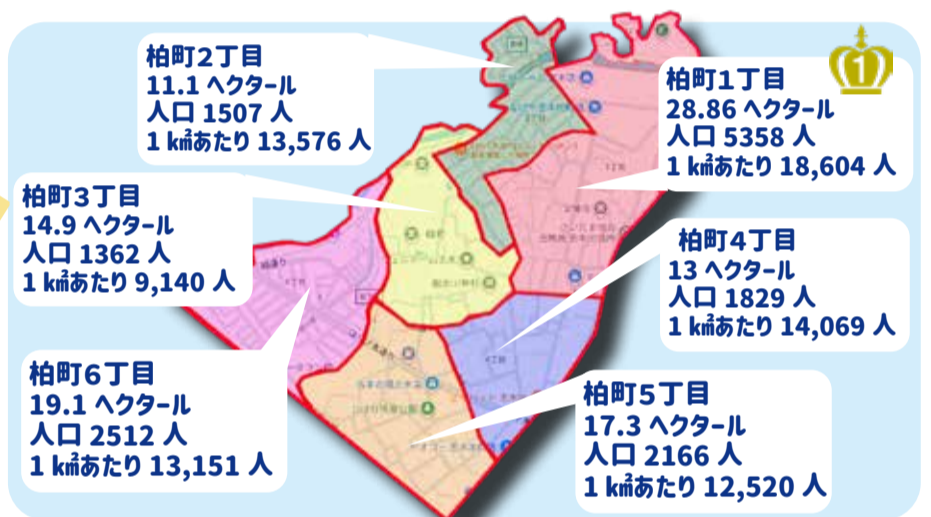 柏町2丁目
11.1 ヘクタール
人口 1507 人
1 ㎢あたり 13,576 人
柏町1丁目
28.86 ヘクタール
人口 5358 人
1 ㎢あたり 18,604 人
1
柏町3丁目
14.9 ヘクタール
人口 1362 人
1 ㎢あたり 9,140 人
柏町4丁目
13 ヘクタール
人口 1829 人
1 ㎢あたり 14,069 人
柏町6丁目
19.1 ヘクタール
人口 2512 人
1 ㎢あたり 13,151 人
柏町5丁目
17.3 ヘクタール
人口 2166 人
1 ㎢あたり 12,520 人
4丁目